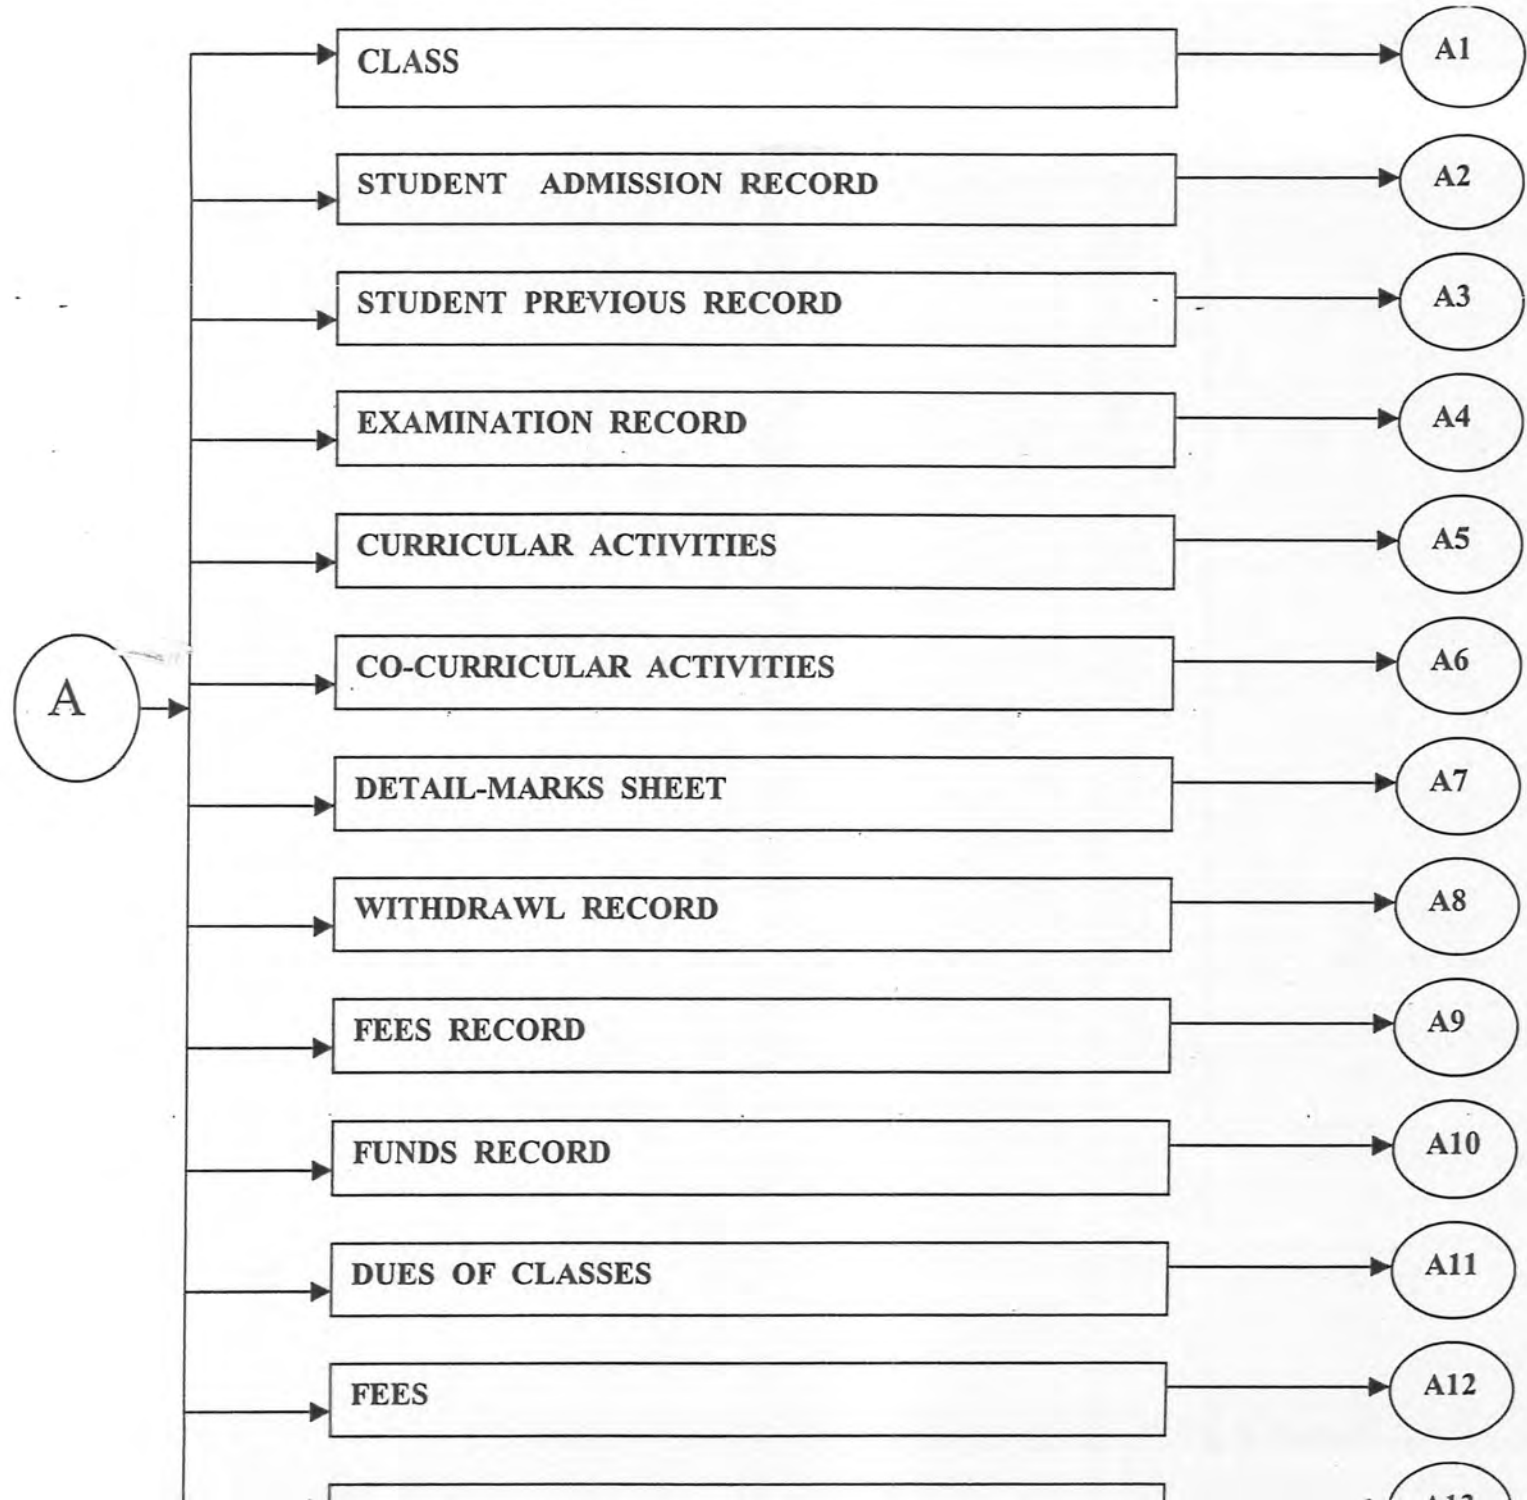 CLASS A1
STUDENT ADMISSION RECORD A2
STUDENT PREVIOUS RECORD A3
EXAMINATION RECORD A4
CURRICULAR ACTIVITIES A5
CO-CURRICULAR ACTIVITIES A6
A
DETAIL-MARKS SHEET A7
WITHDRAWL RECORD A8
FEES RECORD A9
FUNDS RECORD A10
DUES OF CLASSES A11
FEES A12